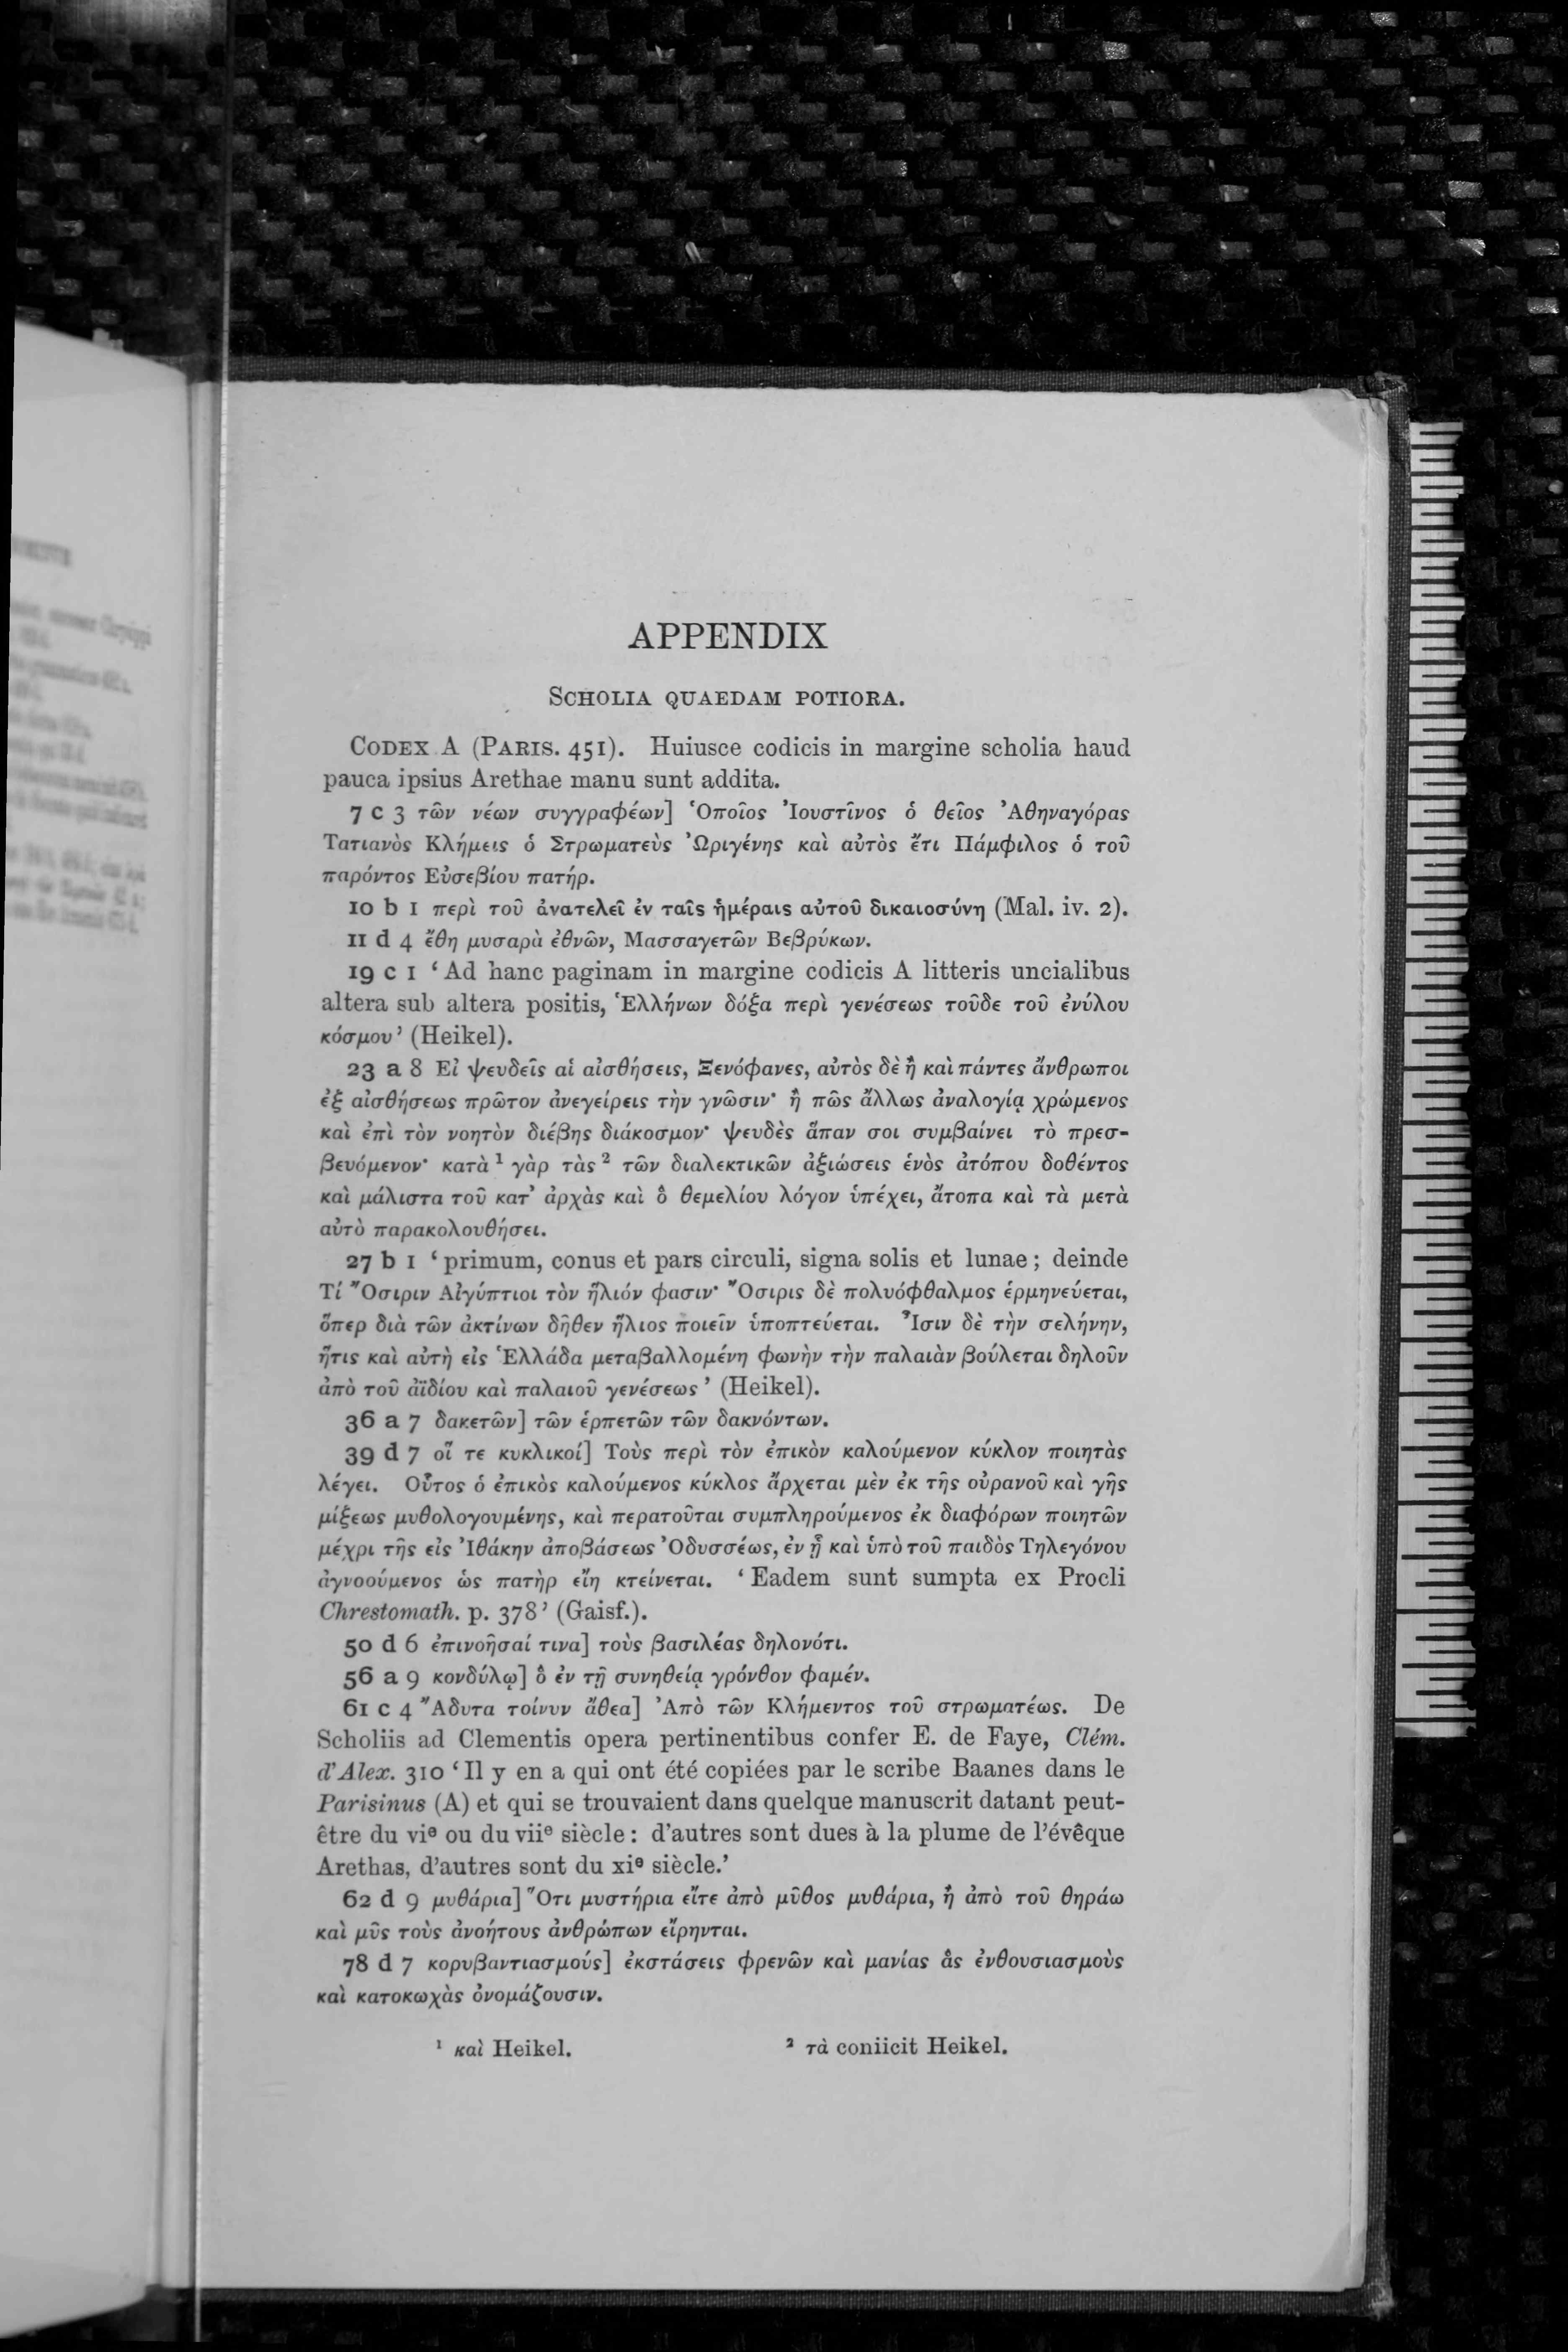 APPENDIX
SCHOLIA QUAEDAM POTIORA.
CODEX A (PARIS. 451). Huiusce codicis in margine scholia haud
pauca ipsius Arethae manu sunt addita.
7 c 3 τῶν νέων συγγραφέων] Ὁποῖος Ἰουστῖνος ὁ θεῖος Ἀθηναγόρας
Τατιανὸς Κλήμεις ὁ Στρωματεὺς Ὠριγένης καὶ αὐτὸς ἔτι Πάμφιλος ὁ τοῦ
παρόντος Εὐσεβίου πατήρ.
10 b 1 περὶ τοῦ ἀνατελεῖ ἐν ταῖς ἡμέραις αὐτοῦ δικαιοσύνη (Mal. iv. 2).
11 d 4 ἔθη μυσαρὰ ἐθνῶν, Μασσαγετῶν Βεβρύκων.
19 c 1 ‘Ad hanc paginam in margine codicis A litteris uncialibus
altera sub altera positis, Ἑλλήνων δόξα περὶ γενέσεως τοῦδε τοῦ ἐνύλου
κόσμου’ (Heikel).
23 a 8 Εἰ ψευδεῖς αἱ αἰσθήσεις, Ξενόφανες, αὐτὸς δὲ ἢ καὶ πάντες ἄνθρωποι
ἐξ αἰσθήσεως πρῶτον ἀνεγείρεις τὴν γνῶσιν· ἢ πῶς ἄλλως ἀναλογίᾳ χρώμενος
καὶ ἐπὶ τὸν νοητὸν διέβης διάκοσμον· ψευδὲς ἅπαν σοι συμβαίνει τὸ πρεσ-
βευόμενον· κατὰ ¹ γὰρ τὰς ² τῶν διαλεκτικῶν ἀξιώσεις ἑνὸς ἀτόπου δοθέντος
καὶ μάλιστα τοῦ κατ’ ἀρχὰς καὶ ὃ θεμελίου λόγον ὑπέχει, ἄτοπα καὶ τὰ μετὰ
αὐτὸ παρακολουθήσει.
27 b 1 ‘primum, conus et pars circuli, signa solis et lunae; deinde
Τί Ὄσιριν Αἰγύπτιοι τὸν ἥλιόν φασιν· Ὄσιρις δὲ πολυόφθαλμος ἑρμηνεύεται,
ὅπερ διὰ τῶν ἀκτίνων δῆθεν ἥλιος ποιεῖν ὑποπτεύεται. Ἶσιν δὲ τὴν σελήνην,
ἥτις καὶ αὐτὴ εἰς Ἑλλάδα μεταβαλλομένη φωνὴν τὴν παλαιὰν βούλεται δηλοῦν
ἀπὸ τοῦ ἀϊδίου καὶ παλαιοῦ γενέσεως’ (Heikel).
36 a 7 δακετῶν] τῶν ἑρπετῶν τῶν δακνόντων.
39 d 7 οἵ τε κυκλικοί] Τοὺς περὶ τὸν ἐπικὸν καλούμενον κύκλον ποιητὰς
λέγει. Οὗτος ὁ ἐπικὸς καλούμενος κύκλος ἄρχεται μὲν ἐκ τῆς οὐρανοῦ καὶ γῆς
μίξεως μυθολογουμένης, καὶ περατοῦται συμπληρούμενος ἐκ διαφόρων ποιητῶν
μέχρι τῆς εἰς Ἰθάκην ἀποβάσεως Ὀδυσσέως, ἐν ᾗ καὶ ὑπὸ τοῦ παιδὸς Τηλεγόνου
ἀγνοούμενος ὡς πατὴρ εἴη κτείνεται. ‘Eadem sunt sumpta ex Procli
Chrestomath. p. 378’ (Gaisf.).
50 d 6 ἐπινοῆσαί τινα] τοὺς βασιλέας δηλονότι.
56 a 9 κονδύλῳ] ὃ ἐν τῇ συνηθείᾳ γρόνθον φαμέν.
61 c 4 Ἄδυτα τοίνυν ἄθεα] Ἀπὸ τῶν Κλήμεντος τοῦ στρωματέως. De
Scholiis ad Clementis opera pertinentibus confer E. de Faye, Clém.
d’Alex. 310 ‘Il y en a qui ont été copiées par le scribe Baanes dans le
Parisinus (A) et qui se trouvaient dans quelque manuscrit datant peut-
être du viᵉ ou du viiᵉ siècle: d’autres sont dues à la plume de l’évêque
Arethas, d’autres sont du xiᵉ siècle.’
62 d 9 μυθάρια] Ὅτι μυστήρια εἴτε ἀπὸ μῦθος μυθάρια, ἢ ἀπὸ τοῦ θηράω
καὶ μῦς τοὺς ἀνοήτους ἀνθρώπων εἴρηνται.
78 d 7 κορυβαντιασμούς] ἐκστάσεις φρενῶν καὶ μανίας ἃς ἐνθουσιασμοὺς
καὶ κατοκωχὰς ὀνομάζουσιν.
¹ καὶ Heikel. ² τὰ coniicit Heikel.